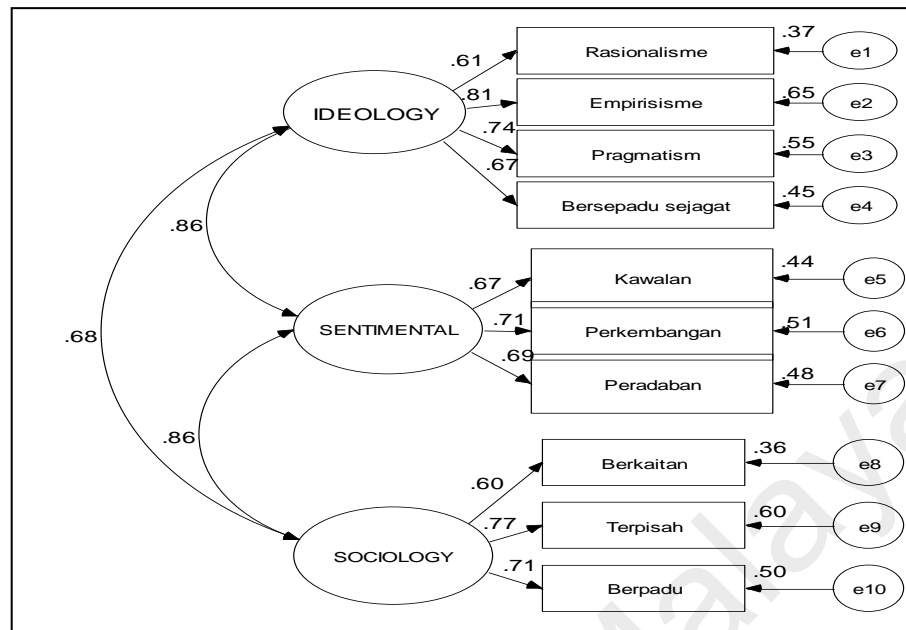 .37
Rasionalisme
e1
.61
IDEOLOGY
.81
Empirisisme
.65
e2
.74
Pragmatism
.55
e3
.67
Bersepadu sejagat
.45
e4
.86
.44
Kawalan
e5
.67
SENTIMENTAL
.71
Perkembangan
.51
e6
.69
Peradaban
.48
e7
.68
.86
.36
Berkaitan
e8
.60
.77
Terpisah
.60
e9
SOCIOLOGY
.71
Berpadu
.50
e10
Malaya